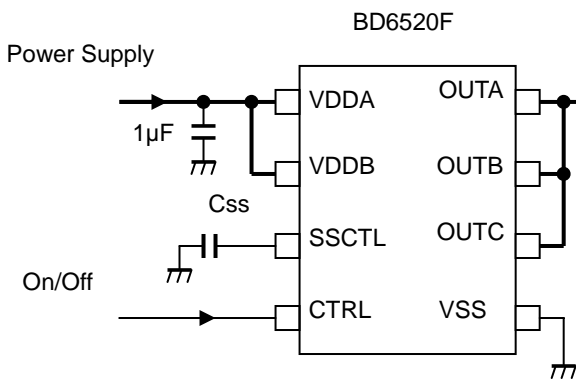 BD6520F
Power Supply
VDDA
OUTA
1µF
VDDB
OUTB
Css
SSCTL
OUTC
On/Off
CTRL
VSS